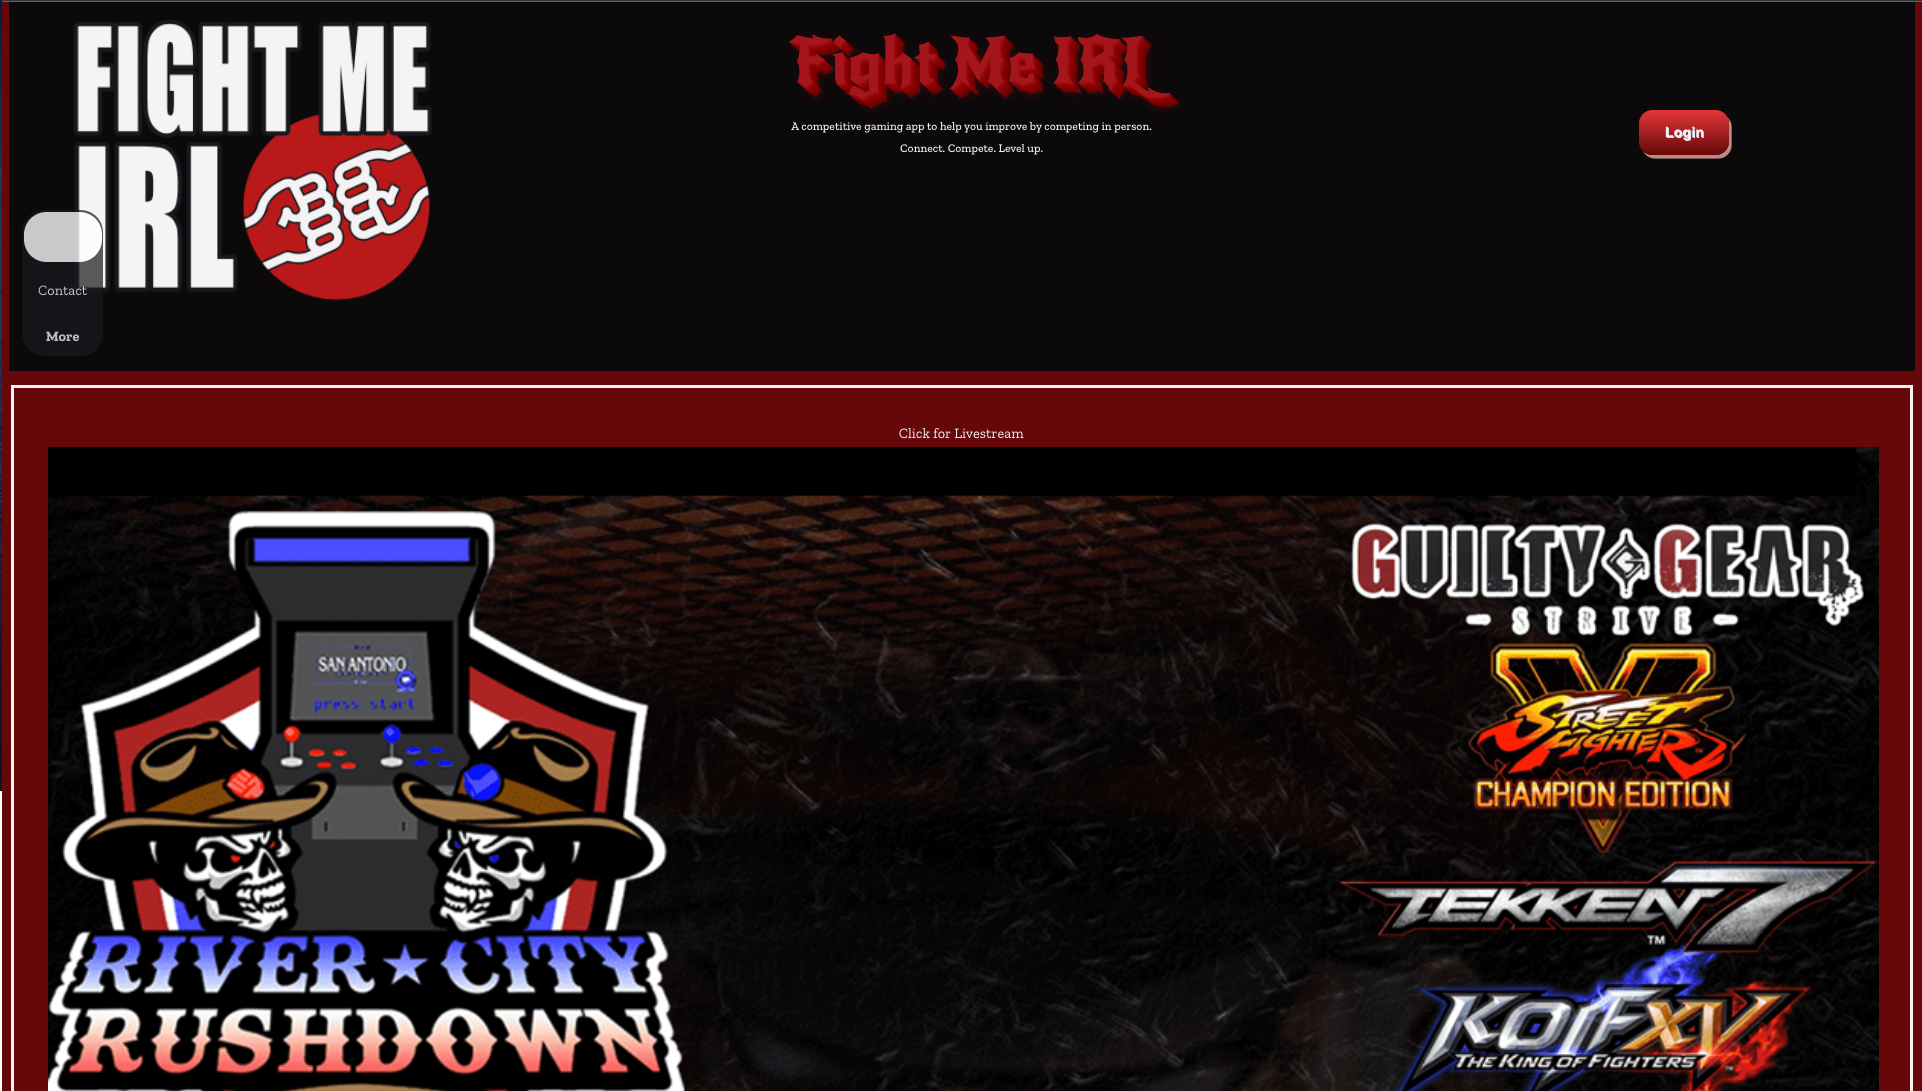 FIGHT ME
IRL
Fight Me IRL
A competitive gaming app to help you improve by competing in person.
Connect. Compete. Level up.
Login
Contact
More
Click for Livestream
SAN ANTONIO
press start
RIVER★CITY
RUSHDOWN
GUILTY GEAR
- STRIVE -
V
STREET
FIGHTER
CHAMPION EDITION
TEKKEN 7
TM
KOFXV
THE KING OF FIGHTERS